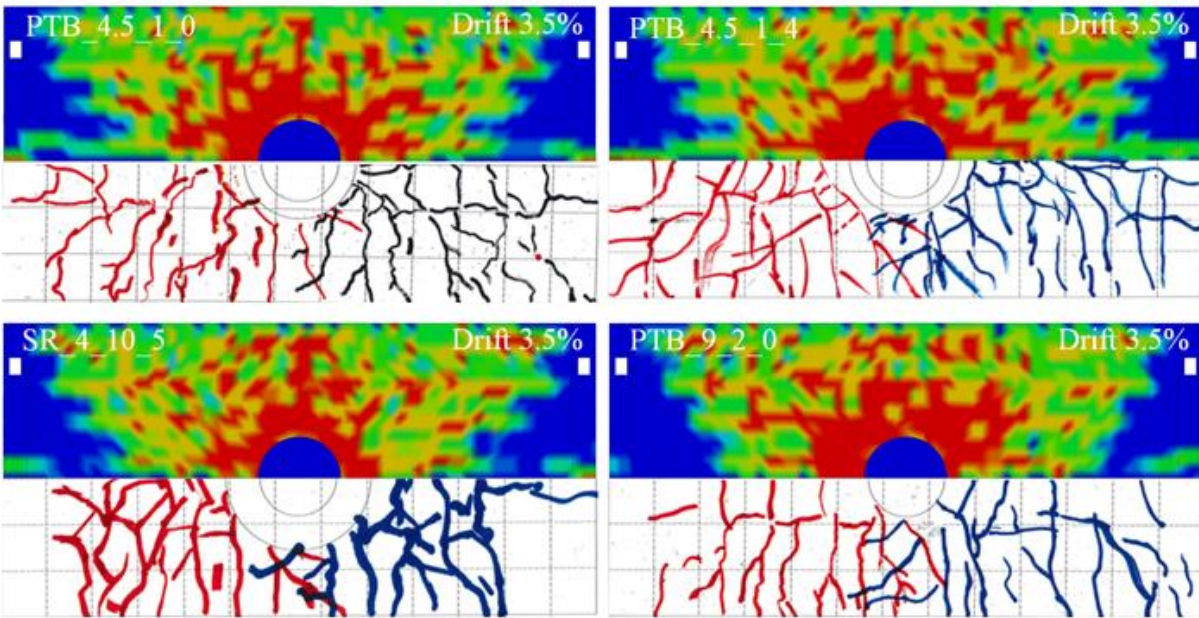 PTB_4.5_1_0 Drift 3.5%
PTB_4.5_1_4 Drift 3.5%
SR_4_10_5 Drift 3.5%
PTB_9_2_0 Drift 3.5%